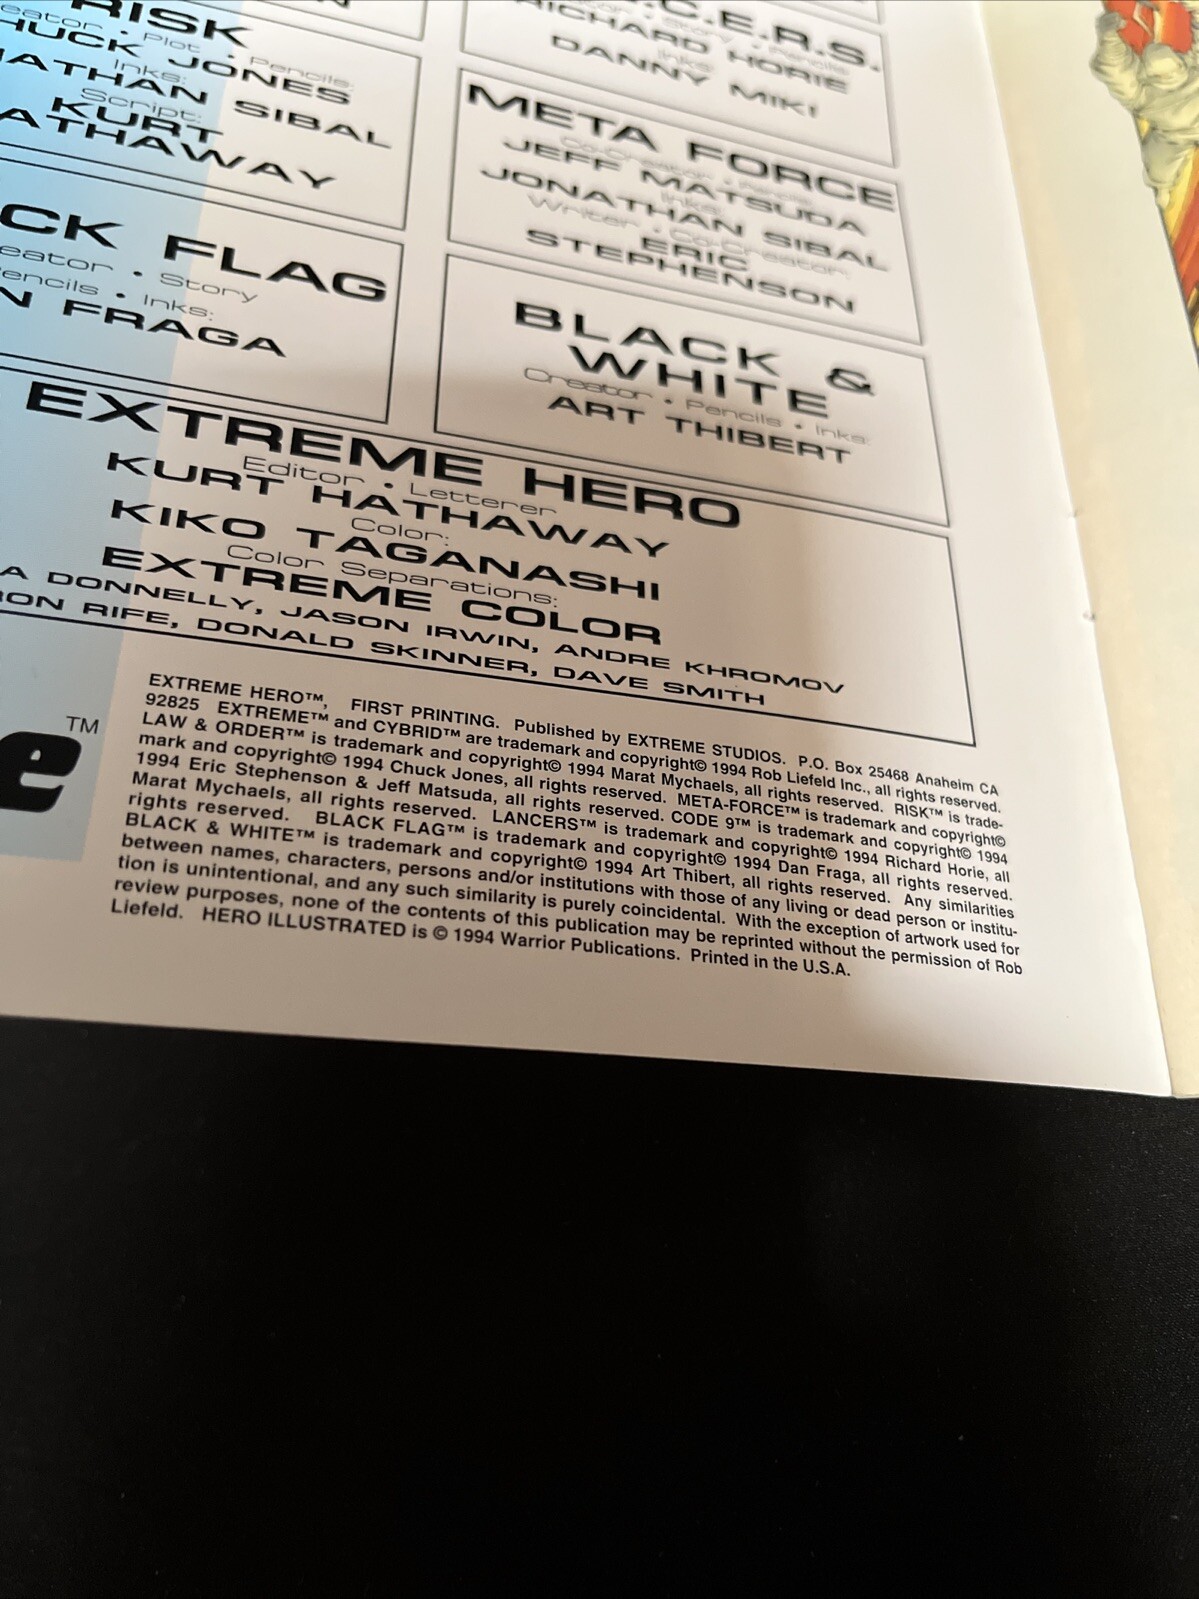 RISK
Plot • Pencils:
HUCK JONES
Inks:
ATHAN SIBAL
Script:
KURT
ATHAWAY
CK FLAG
eator • Story
encils • Inks:
N FRAGA
.C.E.R.S.
RICHARD HORIE
Inks:
DANNY MIKI
META FORCE
Co-Creator • Pencils:
JEFF MATSUDA
Inks:
JONATHAN SIBAL
Writer • Co-Creator:
ERIC
STEPHENSON
BLACK &
WHITE
Creator • Pencils • Inks:
ART THIBERT
EXTREME HERO
Editor • Letterer
KURT HATHAWAY
Color:
KIKO TAGANASHI
Color Separations:
EXTREME COLOR
A DONNELLY, JASON IRWIN, ANDRE KHROMOV
RON RIFE, DONALD SKINNER, DAVE SMITH
e™
EXTREME HERO™, FIRST PRINTING. Published by EXTREME STUDIOS. P.O. Box 25468 Anaheim CA
92825 EXTREME™ and CYBRID™ are trademark and copyright© 1994 Rob Liefeld Inc., all rights reserved.
LAW & ORDER™ is trademark and copyright© 1994 Marat Mychaels, all rights reserved. RISK™ is trade-
mark and copyright© 1994 Chuck Jones, all rights reserved. META-FORCE™ is trademark and copyright©
1994 Eric Stephenson & Jeff Matsuda, all rights reserved. CODE 9™ is trademark and copyright© 1994
Marat Mychaels, all rights reserved. LANCERS™ is trademark and copyright© 1994 Richard Horie, all
rights reserved. BLACK FLAG™ is trademark and copyright© 1994 Dan Fraga, all rights reserved.
BLACK & WHITE™ is trademark and copyright© 1994 Art Thibert, all rights reserved. Any similarities
between names, characters, persons and/or institutions with those of any living or dead person or institu-
tion is unintentional, and any such similarity is purely coincidental. With the exception of artwork used for
review purposes, none of the contents of this publication may be reprinted without the permission of Rob
Liefeld. HERO ILLUSTRATED is © 1994 Warrior Publications. Printed in the U.S.A.